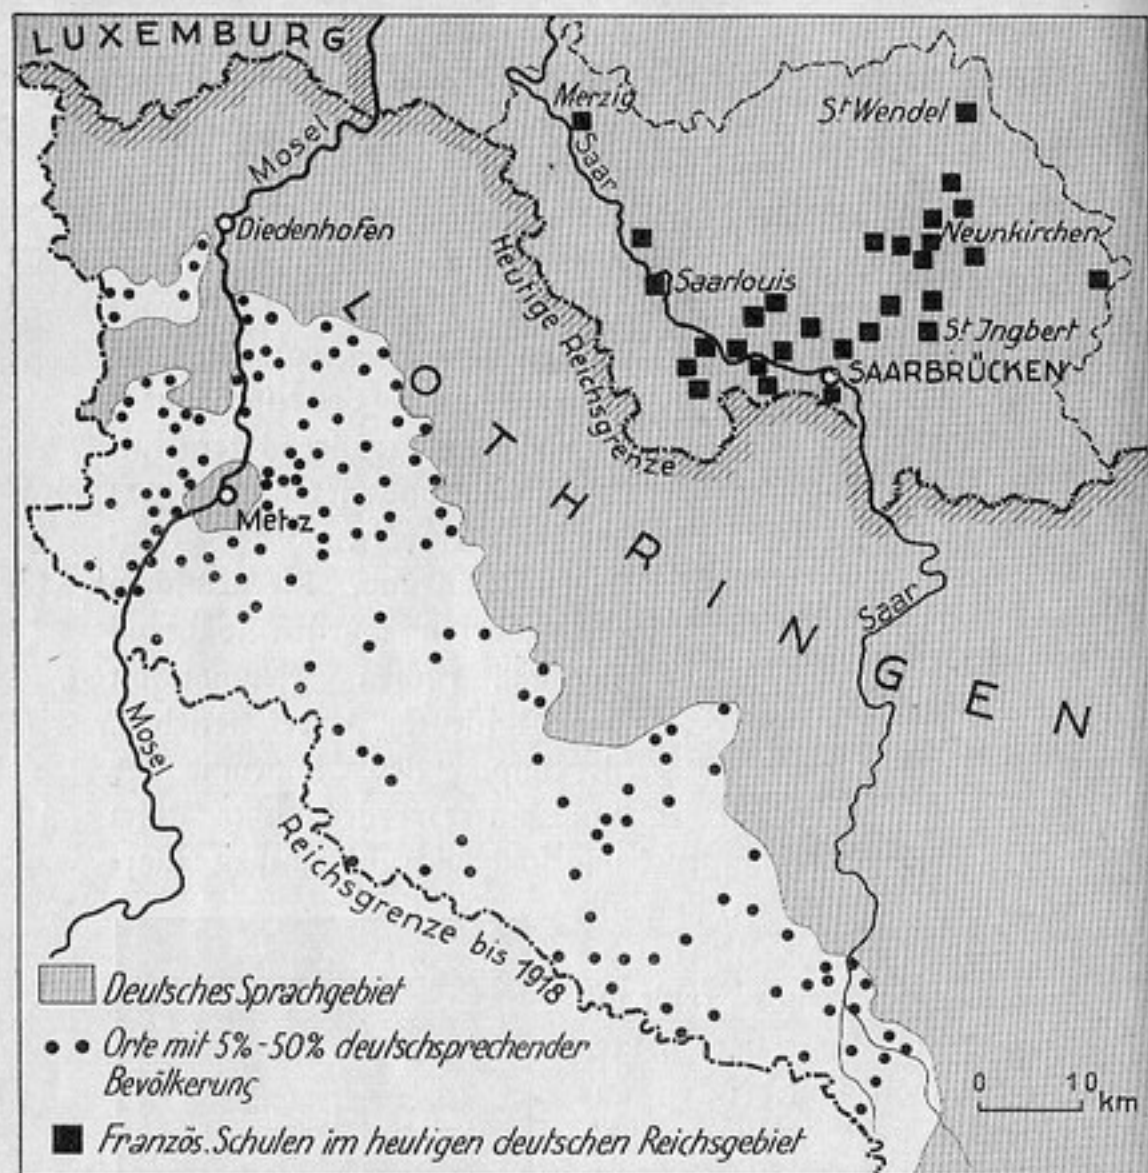 LUXEMBURG
Merzig
St Wendel
Mosel
Saar
Diedenhofen
Neunkirchen
Heutige Reichsgrenze
Saarlouis
St Jngbert
SAARBRÜCKEN
LOTHRINGEN
Metz
Saar
Mosel
Reichsgrenze bis 1918
Deutsches Sprachgebiet
Orte mit 5%-50% deutschsprechender
Bevölkerung
0 10 km
Französ. Schulen im heutigen deutschen Reichsgebiet